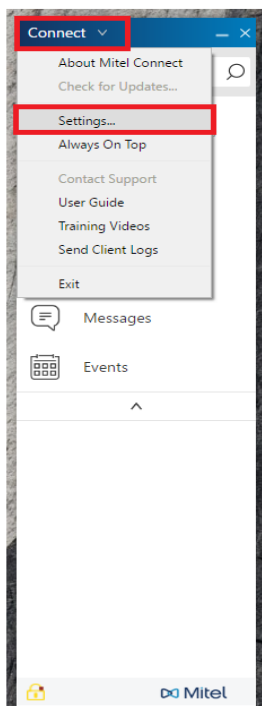 Connect
About Mitel Connect
Check for Updates...
Settings...
Always On Top
Contact Support
User Guide
Training Videos
Send Client Logs
Exit
Messages
Events
Mitel